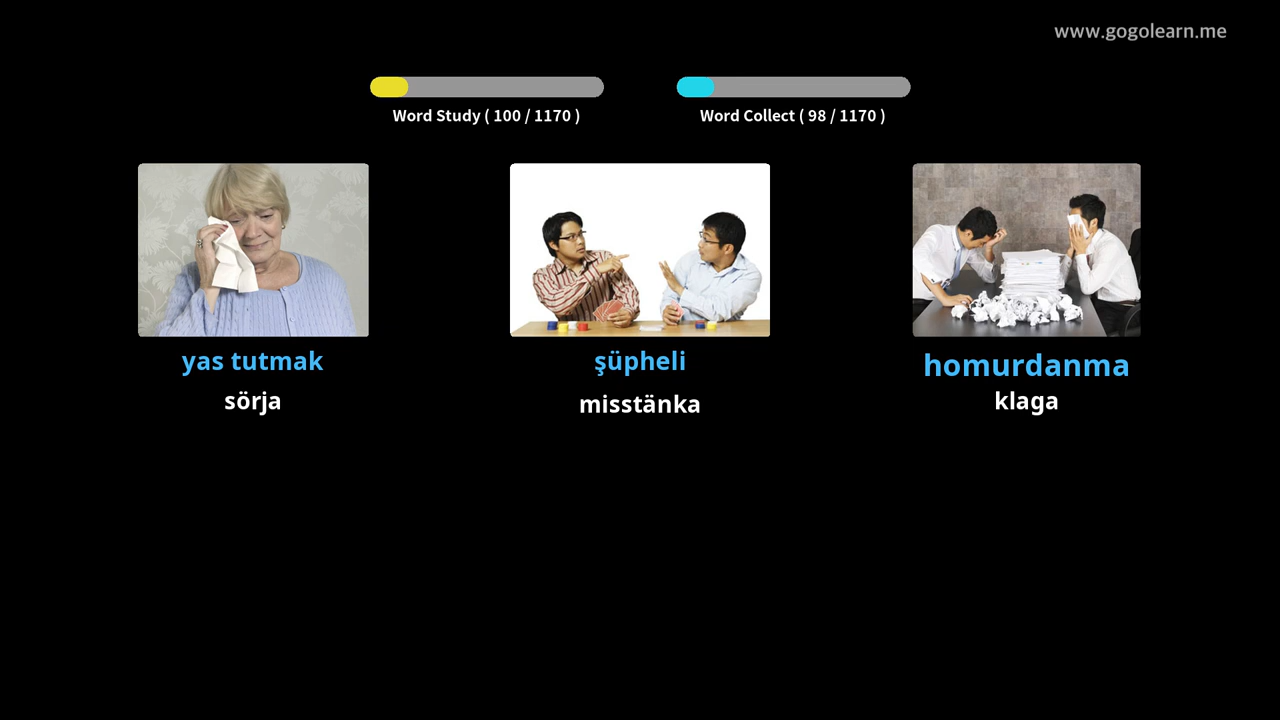 www.gogolearn.me
Word Study ( 100 / 1170 )
Word Collect ( 98 / 1170 )
yas tutmak
şüpheli
homurdanma
sörja
misstänka
klaga